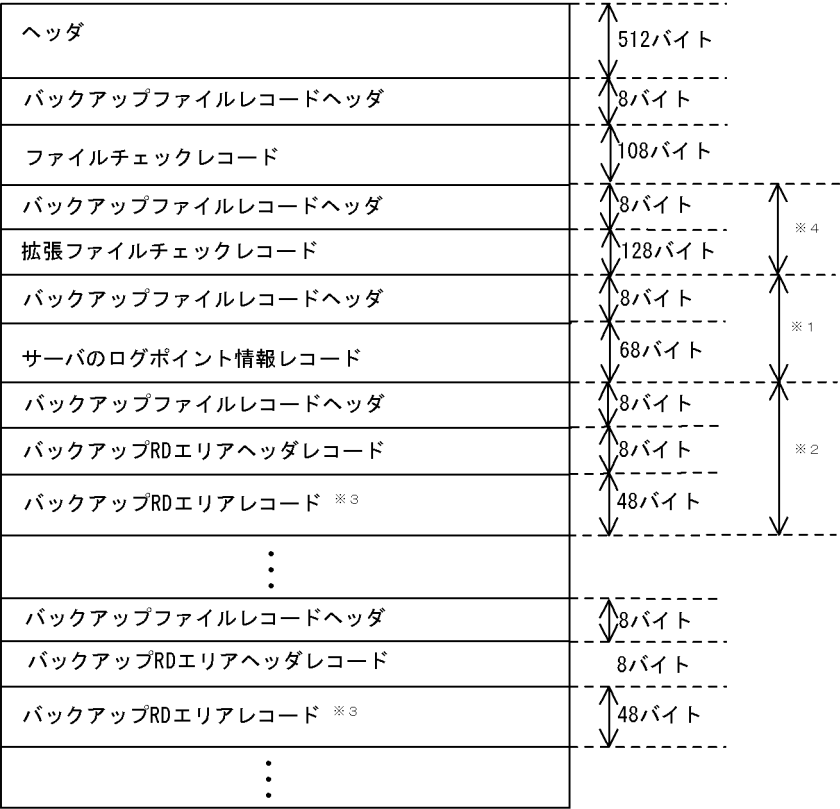 ヘッダ 512バイト
バックアップファイルレコードヘッダ 8バイト
ファイルチェックレコード 108バイト
バックアップファイルレコードヘッダ 8バイト
※4
拡張ファイルチェックレコード 128バイト
バックアップファイルレコードヘッダ 8バイト
※1
サーバのログポイント情報レコード 68バイト
バックアップファイルレコードヘッダ 8バイト
バックアップRDエリアヘッダレコード 8バイト ※2
バックアップRDエリアレコード ※3 48バイト
バックアップファイルレコードヘッダ 8バイト
バックアップRDエリアヘッダレコード 8バイト
バックアップRDエリアレコード ※3 48バイト